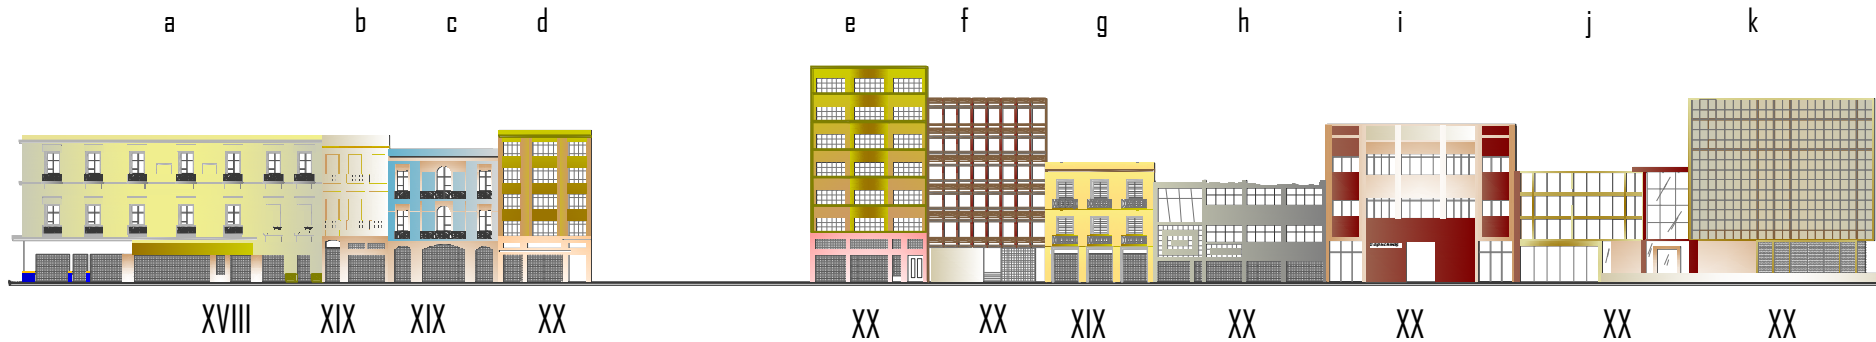 a b c d e f g h i j k
XVIII XIX XIX XX XX XX XIX XX XX XX XX